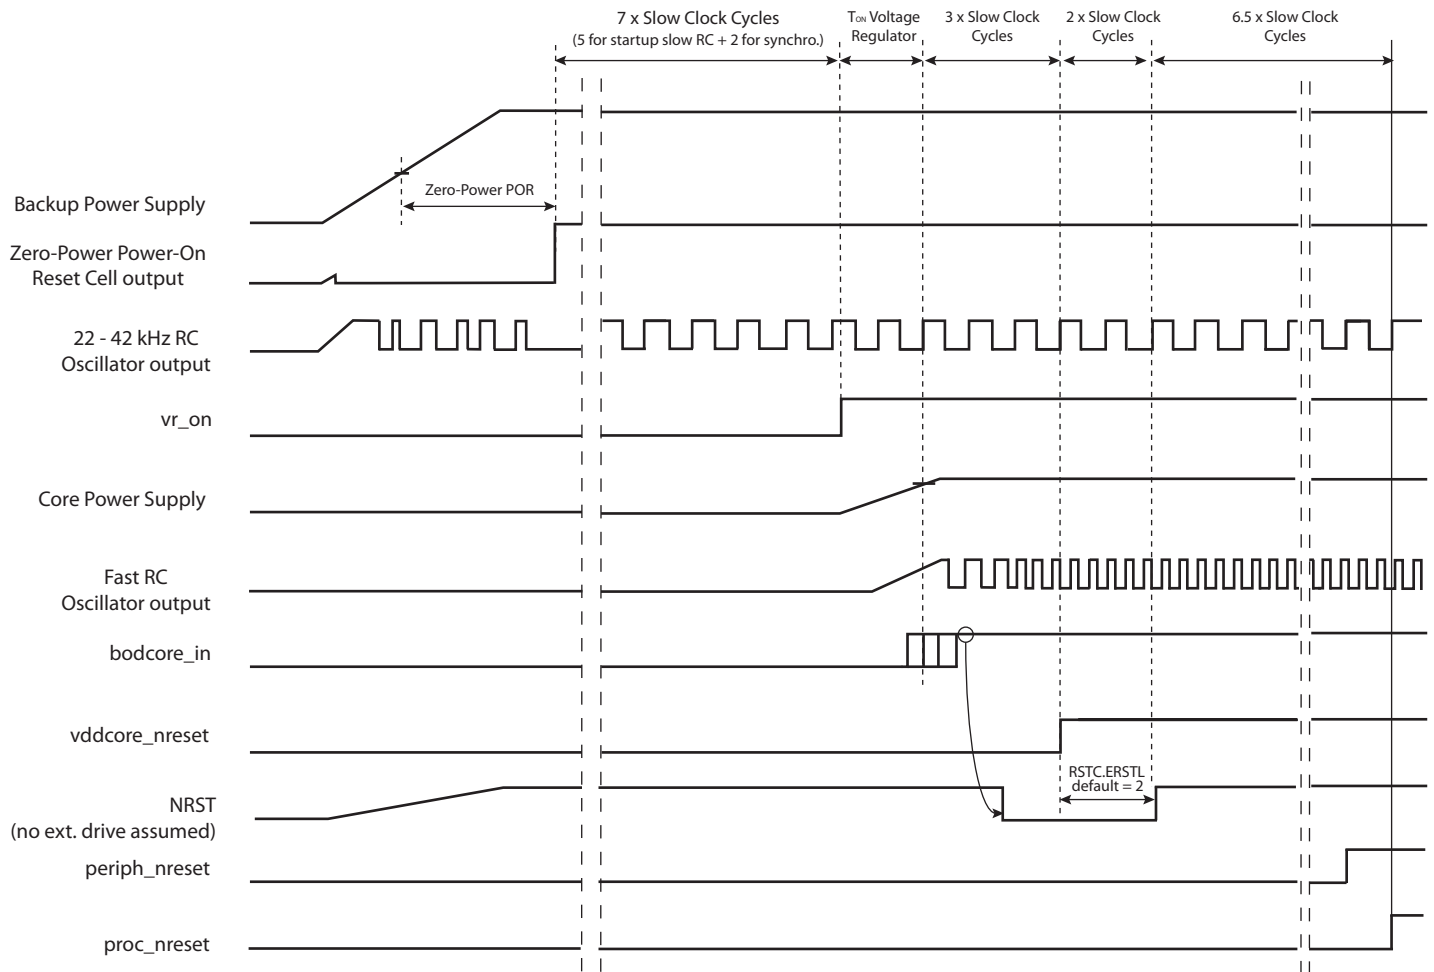 7 x Slow Clock Cycles
(5 for startup slow RC + 2 for synchro.)
TON Voltage
Regulator
3 x Slow Clock
Cycles
2 x Slow Clock
Cycles
6.5 x Slow Clock
Cycles
Zero-Power POR
Backup Power Supply
Zero-Power Power-On
Reset Cell output
22 - 42 kHz RC
Oscillator output
vr_on
Core Power Supply
Fast RC
Oscillator output
bodcore_in
vddcore_nreset
RSTC.ERSTL
default = 2
NRST
(no ext. drive assumed)
periph_nreset
proc_nreset